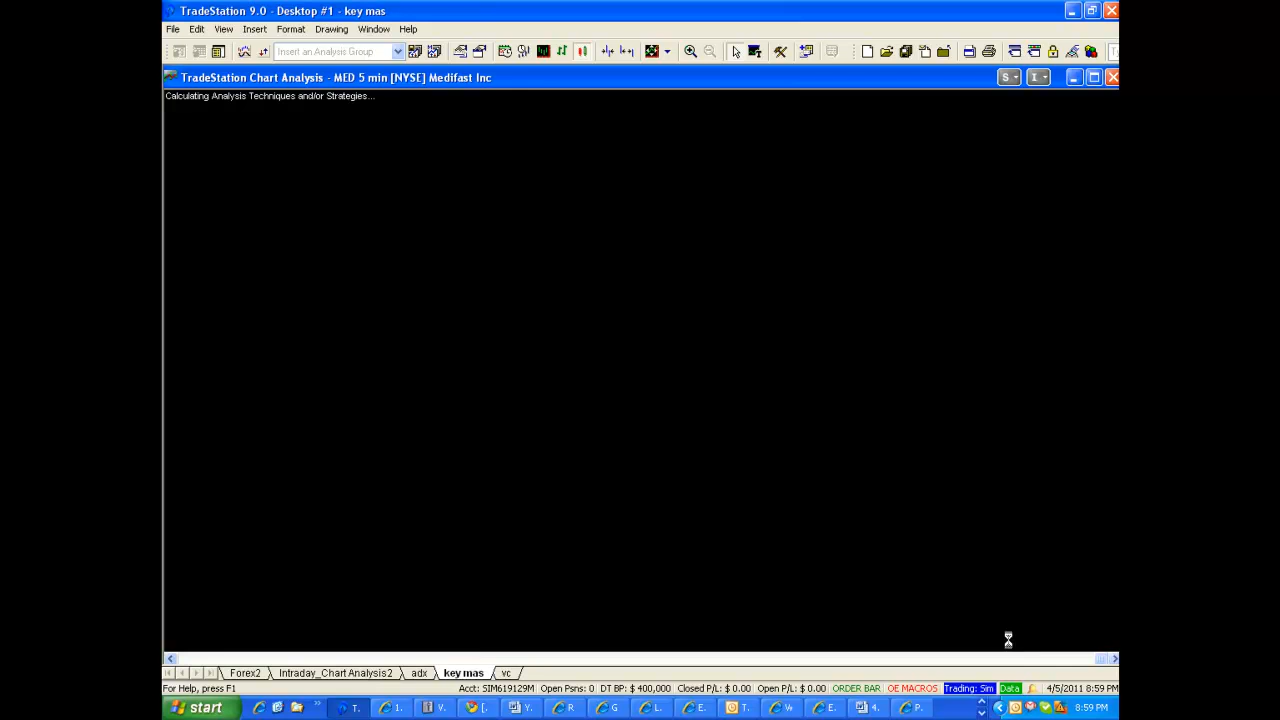 TradeStation 9.0 - Desktop #1 - key mas
File Edit View Insert Format Drawing Window Help
Insert an Analysis Group
TradeStation Chart Analysis - MED 5 min [NYSE] Medifast Inc
S I
Calculating Analysis Techniques and/or Strategies...
Forex2 Intraday_Chart Analysis2 adx key mas vc
For Help, press F1 Acct: SIM619129M Open Psns: 0 DT BP: $ 400,000 Closed P/L: $ 0.00 Open P/L: $ 0.00 ORDER BAR OE MACROS Trading: Sim Data 4/5/2011 8:59 PM
start T. 1. V. [. Y. R G L. E. T. W E. 4. P. 8:59 PM